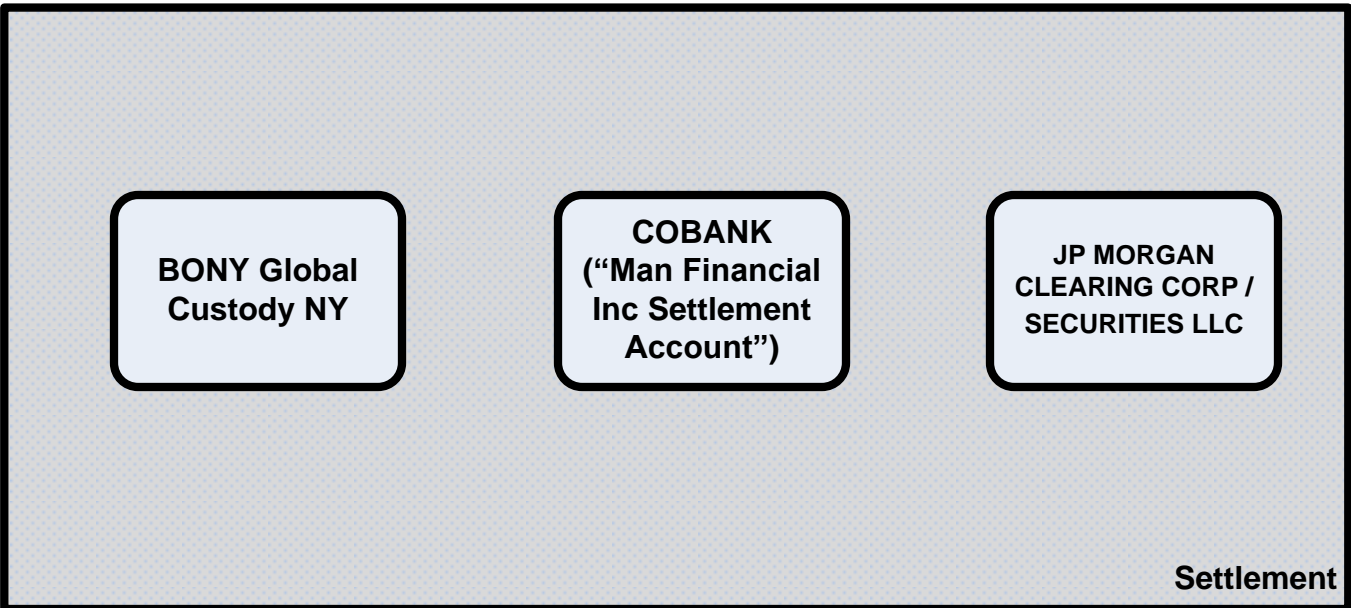 BONY Global
Custody NY
COBANK
(“Man Financial
Inc Settlement
Account”)
JP MORGAN
CLEARING CORP /
SECURITIES LLC
Settlement